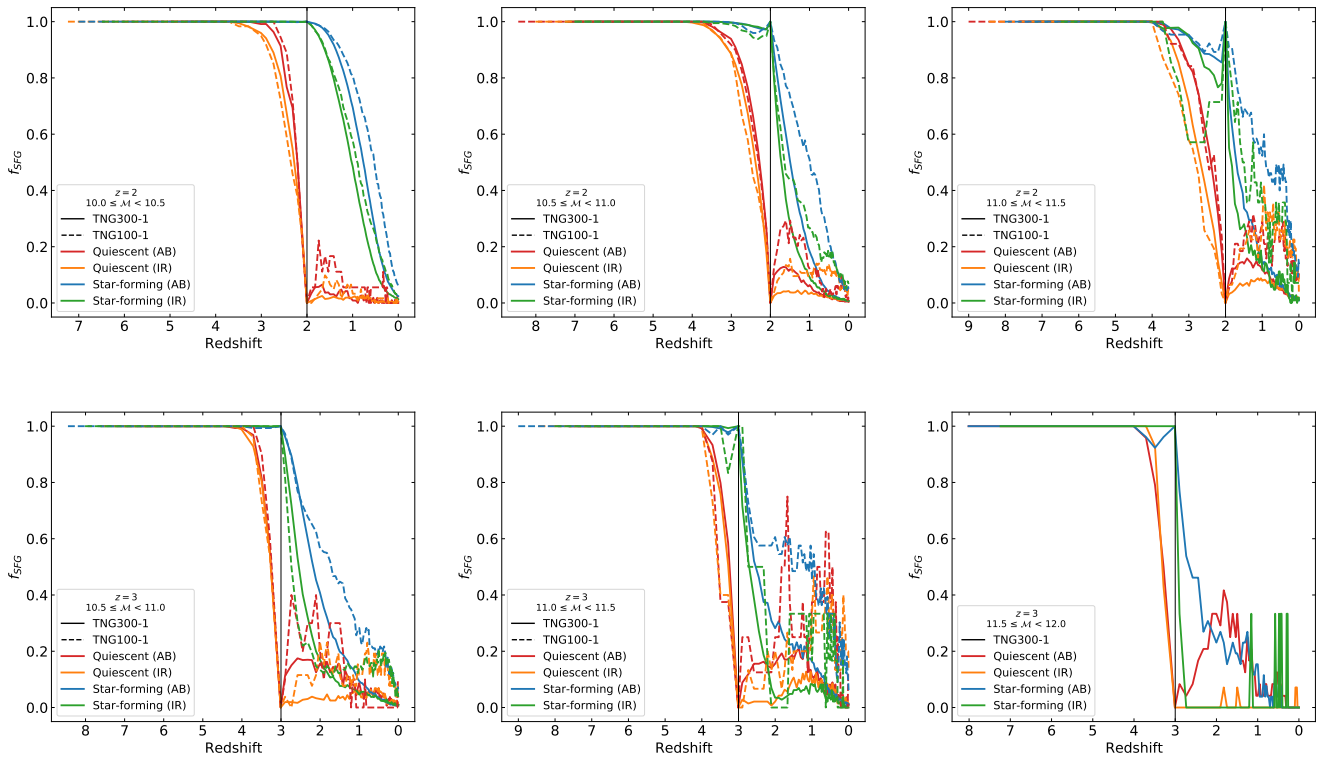 1.0
0.8
0.6
0.4
0.2
0.0
f_SFG
z = 2
10.0 ≤ ℳ < 10.5
TNG300-1
TNG100-1
Quiescent (AB)
Quiescent (IR)
Star-forming (AB)
Star-forming (IR)
7 6 5 4 3 2 1 0
Redshift
1.0
0.8
0.6
0.4
0.2
0.0
f_SFG
z = 2
10.5 ≤ ℳ < 11.0
TNG300-1
TNG100-1
Quiescent (AB)
Quiescent (IR)
Star-forming (AB)
Star-forming (IR)
8 7 6 5 4 3 2 1 0
Redshift
1.0
0.8
0.6
0.4
0.2
0.0
f_SFG
z = 2
11.0 ≤ ℳ < 11.5
TNG300-1
TNG100-1
Quiescent (AB)
Quiescent (IR)
Star-forming (AB)
Star-forming (IR)
9 8 7 6 5 4 3 2 1 0
Redshift
1.0
0.8
0.6
0.4
0.2
0.0
f_SFG
z = 3
10.5 ≤ ℳ < 11.0
TNG300-1
TNG100-1
Quiescent (AB)
Quiescent (IR)
Star-forming (AB)
Star-forming (IR)
8 7 6 5 4 3 2 1 0
Redshift
1.0
0.8
0.6
0.4
0.2
0.0
f_SFG
z = 3
11.0 ≤ ℳ < 11.5
TNG300-1
TNG100-1
Quiescent (AB)
Quiescent (IR)
Star-forming (AB)
Star-forming (IR)
9 8 7 6 5 4 3 2 1 0
Redshift
1.0
0.8
0.6
0.4
0.2
0.0
f_SFG
z = 3
11.5 ≤ ℳ < 12.0
TNG300-1
Quiescent (AB)
Quiescent (IR)
Star-forming (AB)
Star-forming (IR)
8 7 6 5 4 3 2 1 0
Redshift